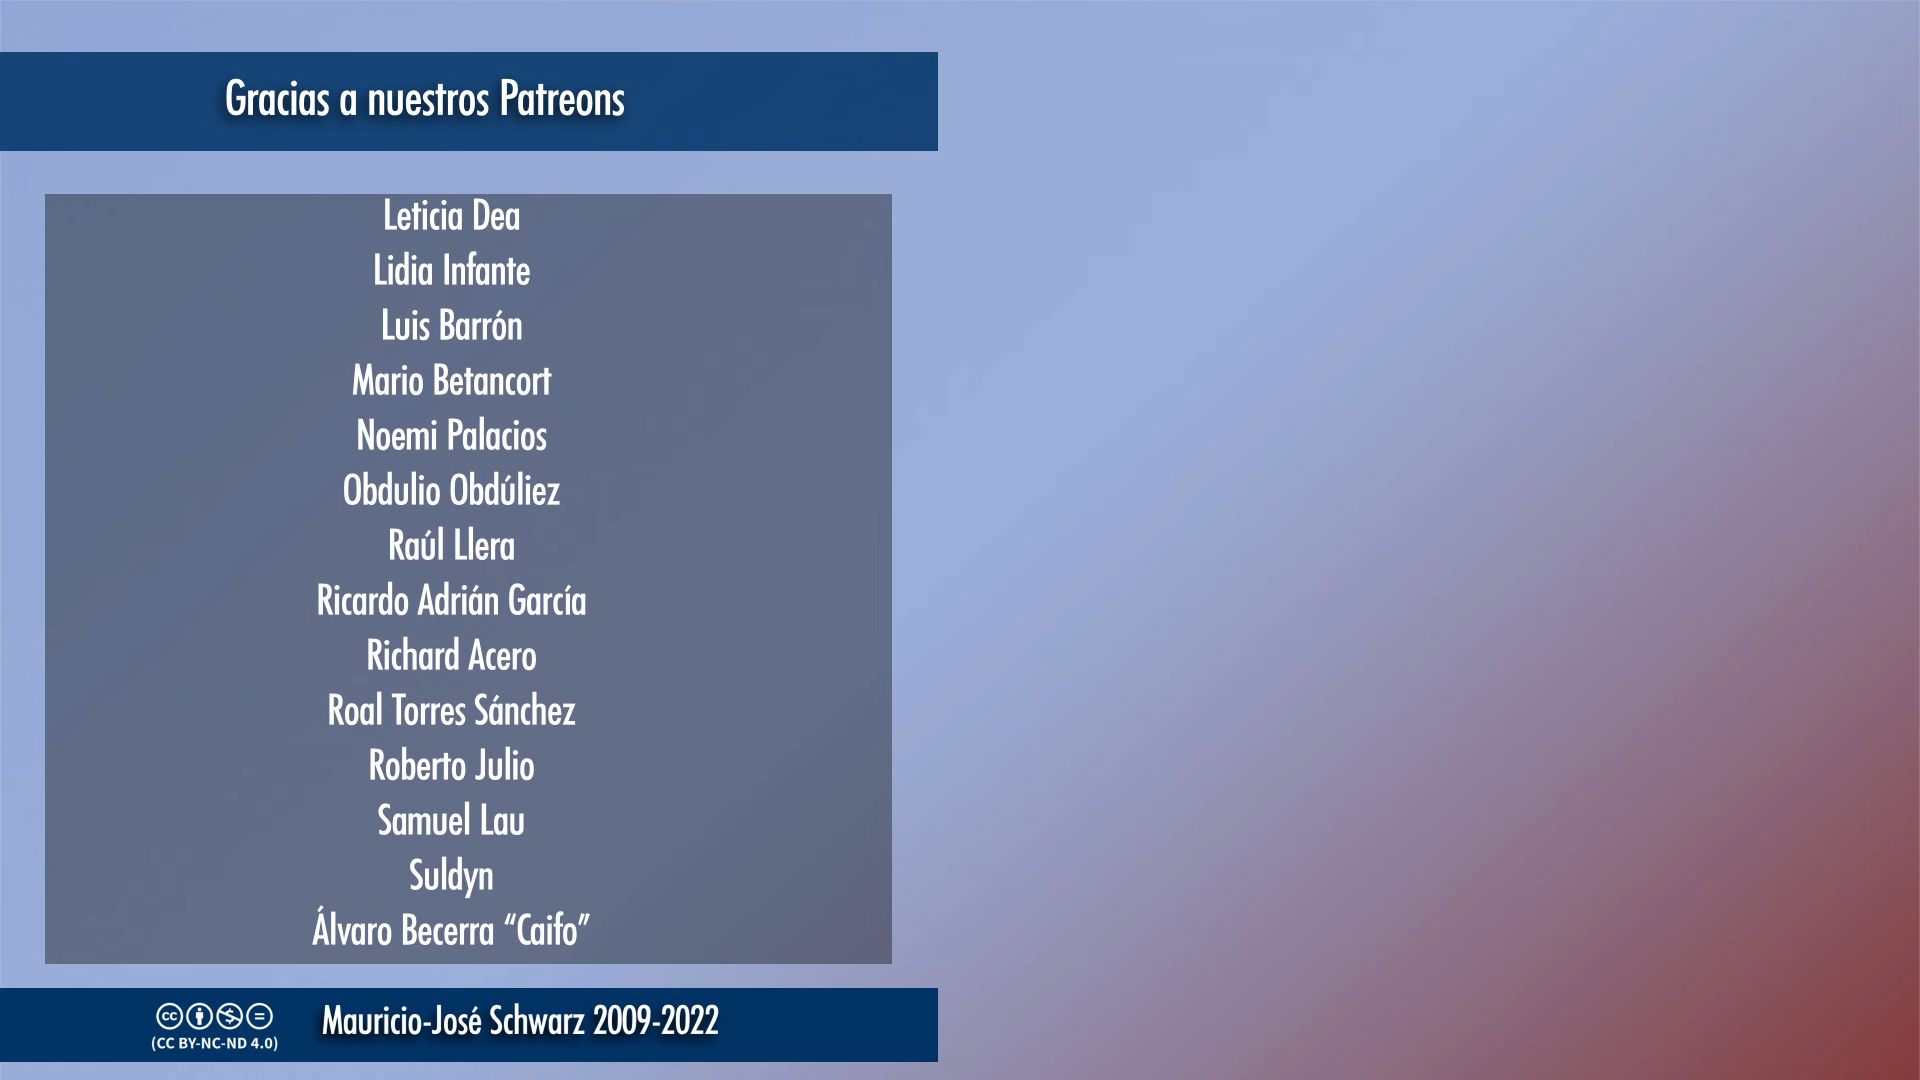 Gracias a nuestros Patreons
Leticia Dea
Lidia Infante
Luis Barrón
Mario Betancort
Noemi Palacios
Obdulio Obdúliez
Raúl Llera
Ricardo Adrián García
Richard Acero
Roal Torres Sánchez
Roberto Julio
Samuel Lau
Suldyn
Álvaro Becerra “Caifo”
Mauricio-José Schwarz 2009-2022
(CC BY-NC-ND 4.0)